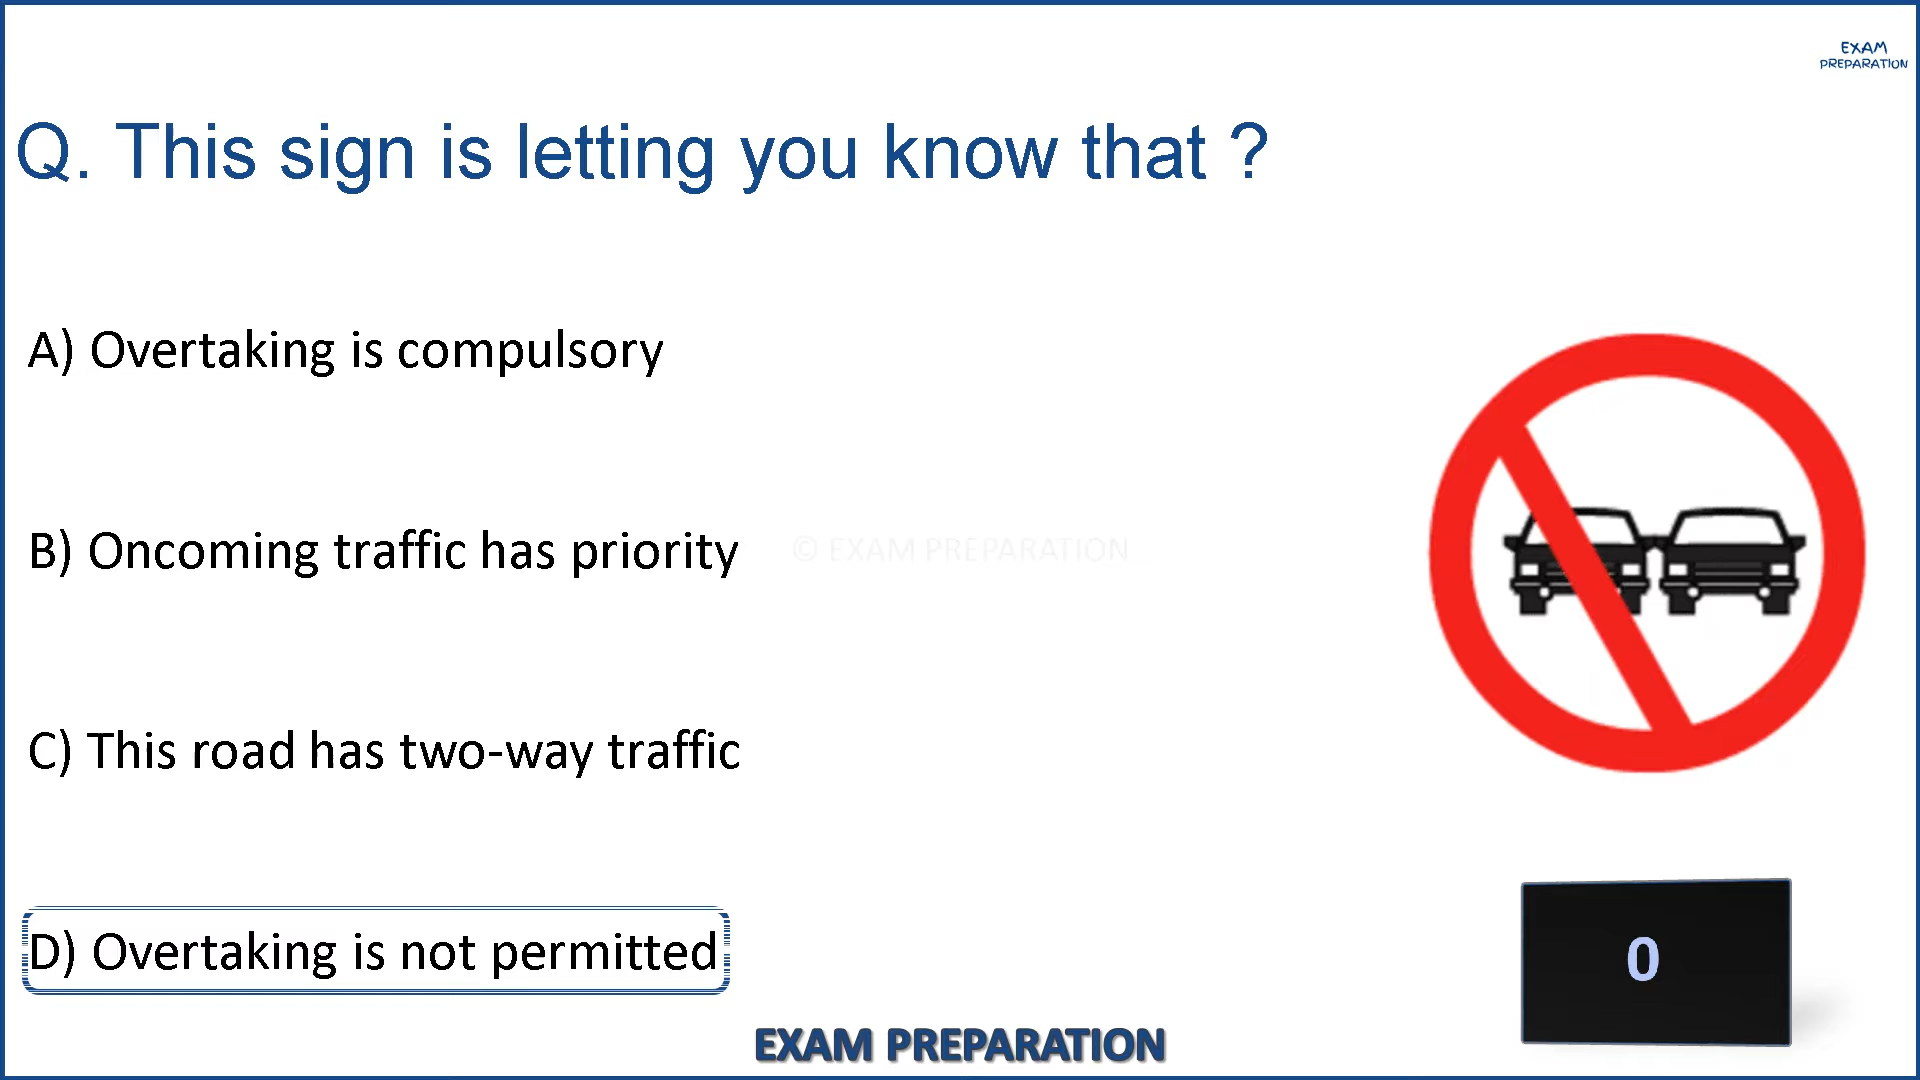 EXAM
PREPARATION
Q. This sign is letting you know that ?
A) Overtaking is compulsory
B) Oncoming traffic has priority
© EXAM PREPARATION
C) This road has two-way traffic
D) Overtaking is not permitted
0
EXAM PREPARATION